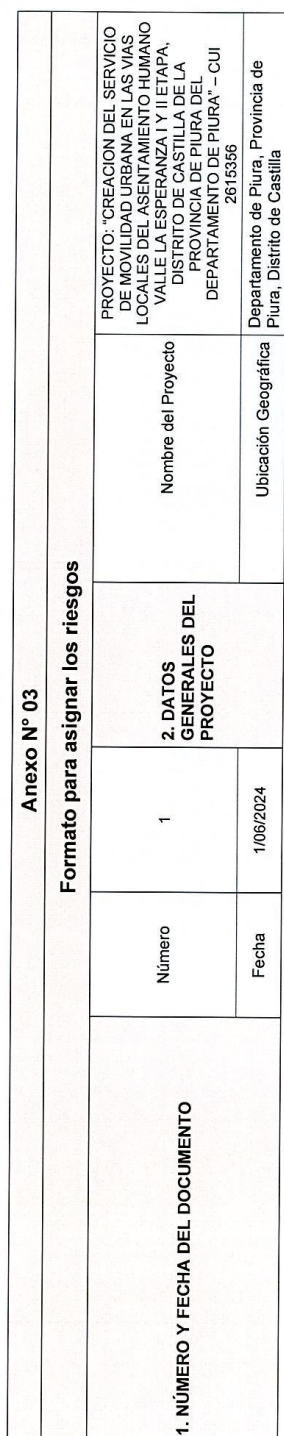 Anexo N° 03
Formato para asignar los riesgos
1. NÚMERO Y FECHA DEL DOCUMENTO
Número
1
Fecha
1/06/2024
2. DATOS
GENERALES DEL
PROYECTO
Nombre del Proyecto
PROYECTO: "CREACION DEL SERVICIO
DE MOVILIDAD URBANA EN LAS VIAS
LOCALES DEL ASENTAMIENTO HUMANO
VALLE LA ESPERANZA I Y II ETAPA,
DISTRITO DE CASTILLA DE LA
PROVINCIA DE PIURA DEL
DEPARTAMENTO DE PIURA" – CUI
2615356
Ubicación Geográfica
Departamento de Piura, Provincia de
Piura, Distrito de Castilla